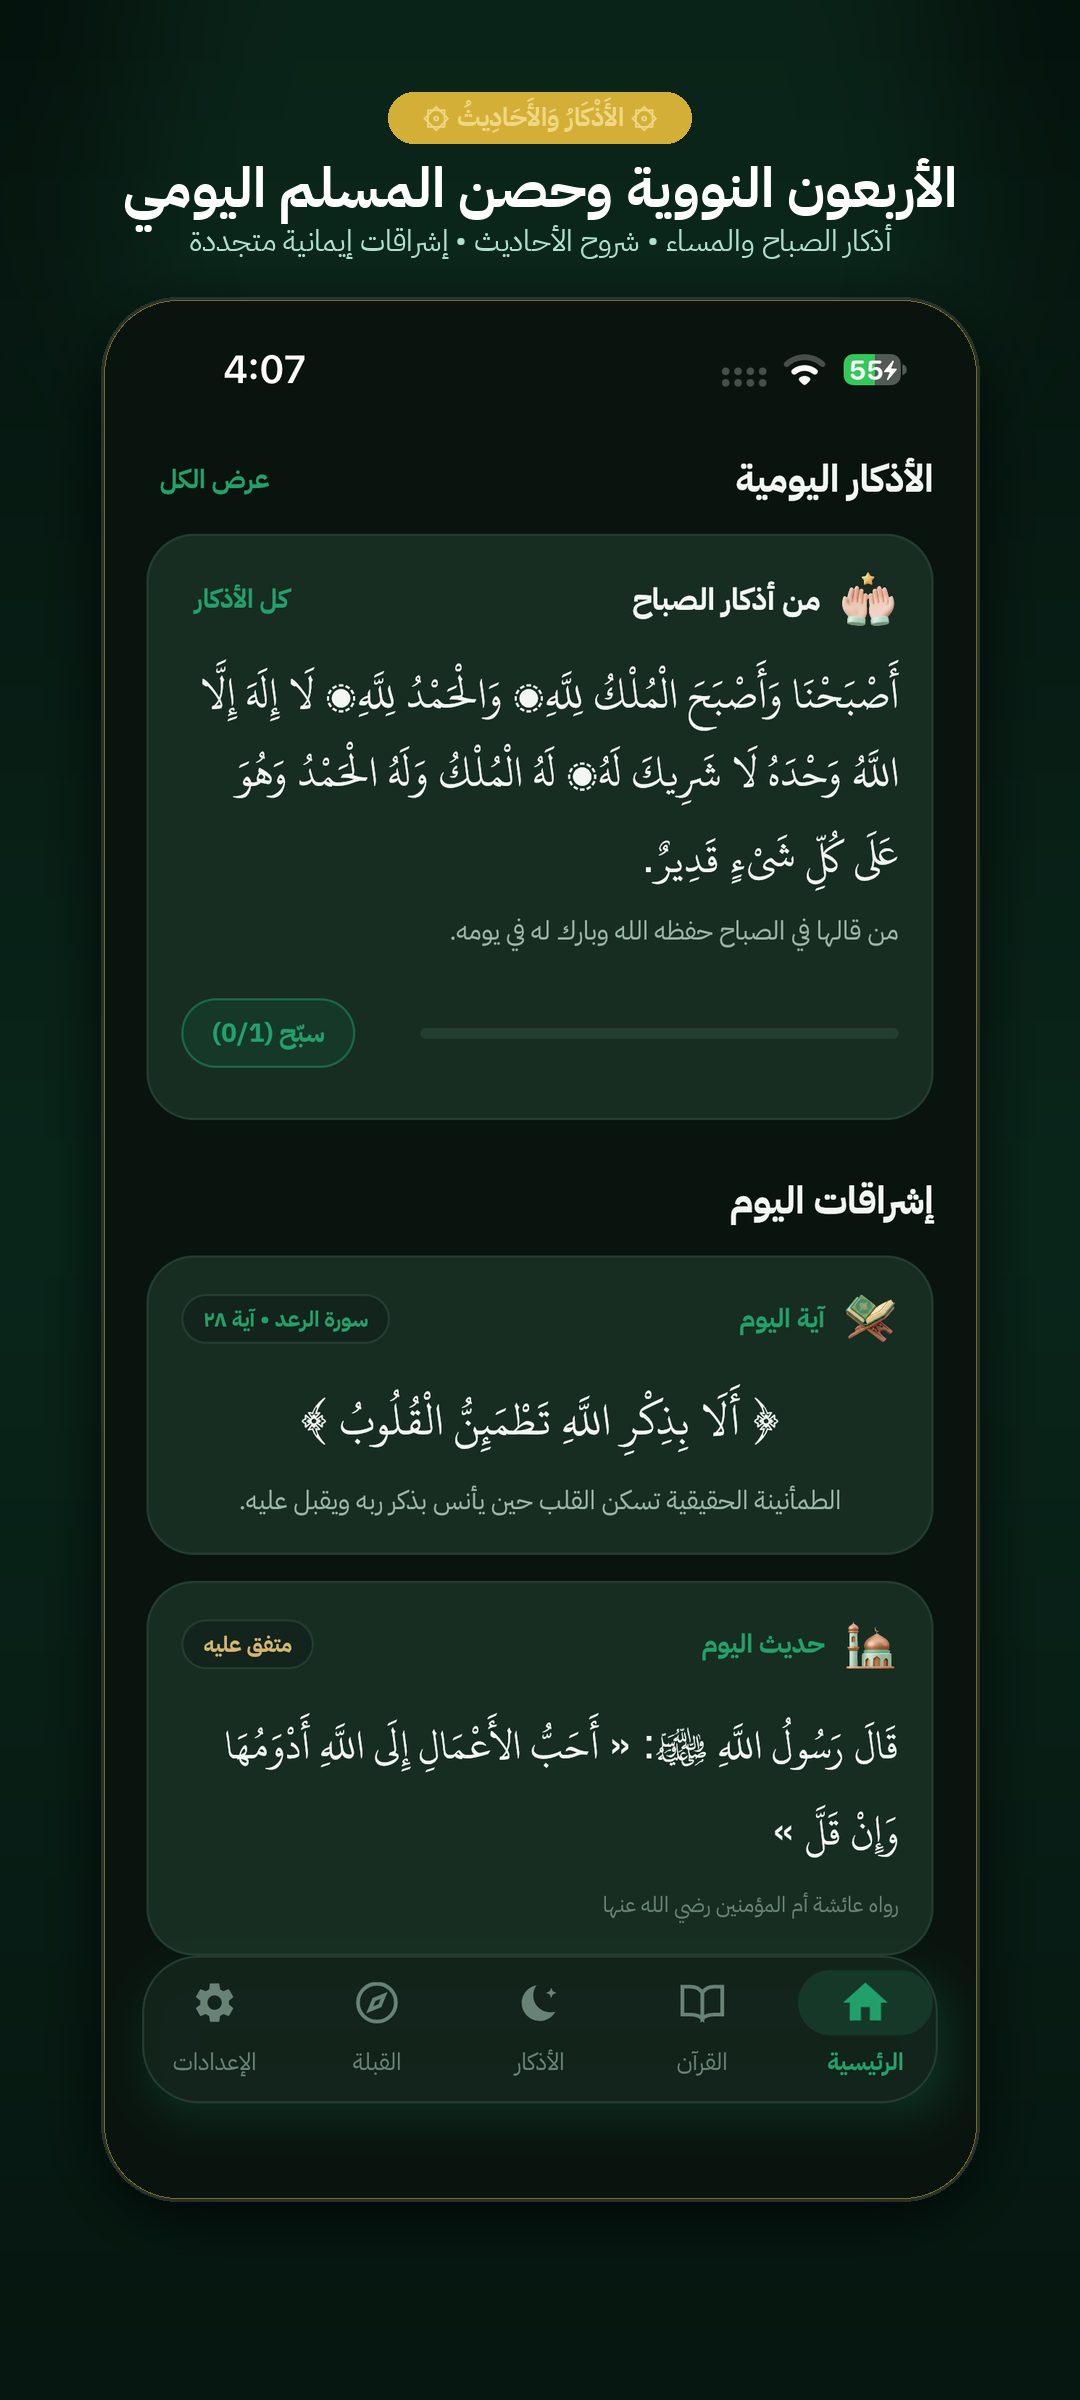 ۞ الأَذْكَارُ وَالأَحَادِيثُ ۞
الأربعون النووية وحصن المسلم اليومي
أذكار الصباح والمساء • شروح الأحاديث • إشراقات إيمانية متجددة
4:07
55
الأذكار اليومية
عرض الكل
من أذكار الصباح
كل الأذكار
أَصْبَحْنَا وَأَصْبَحَ الْمُلْكُ لِلَّهِ◉ وَالْحَمْدُ لِلَّهِ◉ لَا إِلَهَ إِلَّا
اللَّهُ وَحْدَهُ لَا شَرِيكَ لَهُ◉ لَهُ الْمُلْكُ وَلَهُ الْحَمْدُ وَهُوَ
عَلَى كُلِّ شَيْءٍ قَدِيرٌ.
من قالها في الصباح حفظه الله وبارك له في يومه.
سبّح (0/1)
إشراقات اليوم
آية اليوم
سورة الرعد • آية ٢٨
﴿ أَلَا بِذِكْرِ اللَّهِ تَطْمَئِنُّ الْقُلُوبُ ﴾
الطمأنينة الحقيقية تسكن القلب حين يأنس بذكر ربه ويقبل عليه.
حديث اليوم
متفق عليه
قَالَ رَسُولُ اللَّهِ ﷺ: « أَحَبُّ الأَعْمَالِ إِلَى اللَّهِ أَدْوَمُهَا
وَإِنْ قَلَّ »
رواه عائشة أم المؤمنين رضي الله عنها
الرئيسية
القرآن
الأذكار
القبلة
الإعدادات